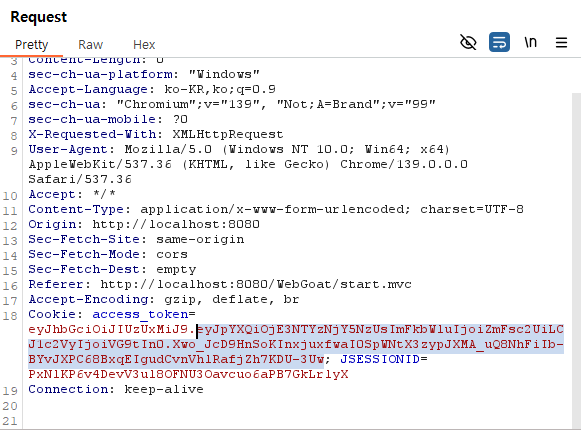 Request
Pretty Raw Hex
\n
3 Content-Length: 0
4 sec-ch-ua-platform: "Windows"
5 Accept-Language: ko-KR,ko;q=0.9
6 sec-ch-ua: "Chromium";v="139", "Not;A=Brand";v="99"
7 sec-ch-ua-mobile: ?0
8 X-Requested-With: XMLHttpRequest
9 User-Agent: Mozilla/5.0 (Windows NT 10.0; Win64; x64)
AppleWebKit/537.36 (KHTML, like Gecko) Chrome/139.0.0.0
Safari/537.36
10 Accept: */*
11 Content-Type: application/x-www-form-urlencoded; charset=UTF-8
12 Origin: http://localhost:8080
13 Sec-Fetch-Site: same-origin
14 Sec-Fetch-Mode: cors
15 Sec-Fetch-Dest: empty
16 Referer: http://localhost:8080/WebGoat/start.mvc
17 Accept-Encoding: gzip, deflate, br
18 Cookie: access_token=
eyJhbGciOiJIUzUxMiJ9.eyJpYXQiOjE3NTYzNjY5NzUsImFkbWluIjoiZmFsc2UiLC
J1c2VyIjoiVG9tIn0.Xwo_JcD9HnSoKInxjuxfwaI0SpWNtX3zypJXMA_uQ8NhFiIb-
BYvJXPC68BxqEIgudCvnVhlRafjZh7KDU-3Uw; JSESSIONID=
PxNlKP6v4DevV3ul8OFNU3Oavcuo6aPB7GkLrlyX
19 Connection: keep-alive
20
21